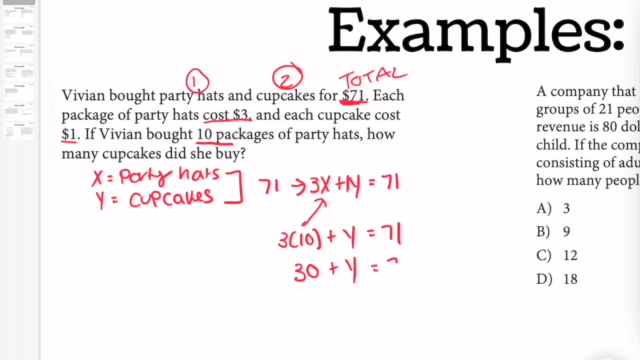 Examples:
① ② TOTAL
Vivian bought party hats and cupcakes for $71. Each
package of party hats cost $3, and each cupcake cost
$1. If Vivian bought 10 packages of party hats, how
many cupcakes did she buy?
X = Party hats
Y = cupcakes
71 → 3X + 1Y = 71
3(10) + Y = 71
30 + Y =
A company that
groups of 21 peo
revenue is 80 dol
child. If the com
consisting of adu
how many peopl
A) 3
B) 9
C) 12
D) 18